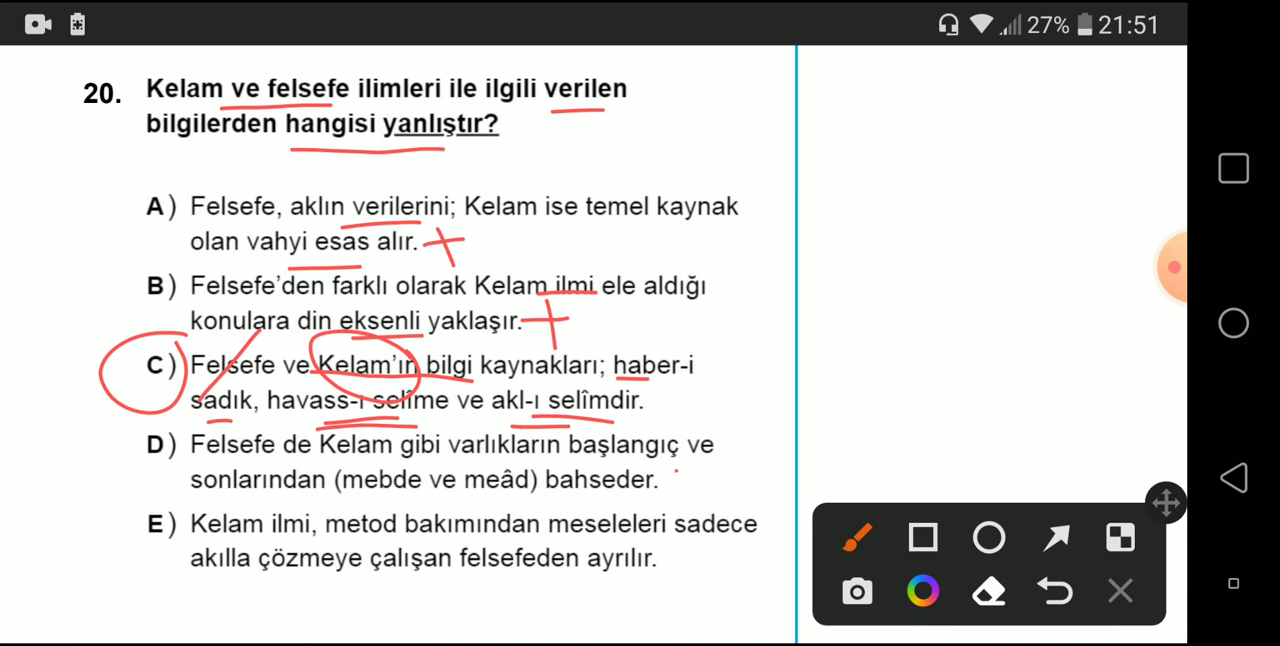 27% 21:51
20. Kelam ve felsefe ilimleri ile ilgili verilen
bilgilerden hangisi yanlıştır?
A) Felsefe, aklın verilerini; Kelam ise temel kaynak
olan vahyi esas alır.
B) Felsefe’den farklı olarak Kelam ilmi ele aldığı
konulara din eksenli yaklaşır.
C) Felsefe ve Kelam’ın bilgi kaynakları; haber-i
sadık, havass-ı selîme ve akl-ı selîmdir.
D) Felsefe de Kelam gibi varlıkların başlangıç ve
sonlarından (mebde ve meâd) bahseder.
E) Kelam ilmi, metod bakımından meseleleri sadece
akılla çözmeye çalışan felsefeden ayrılır.